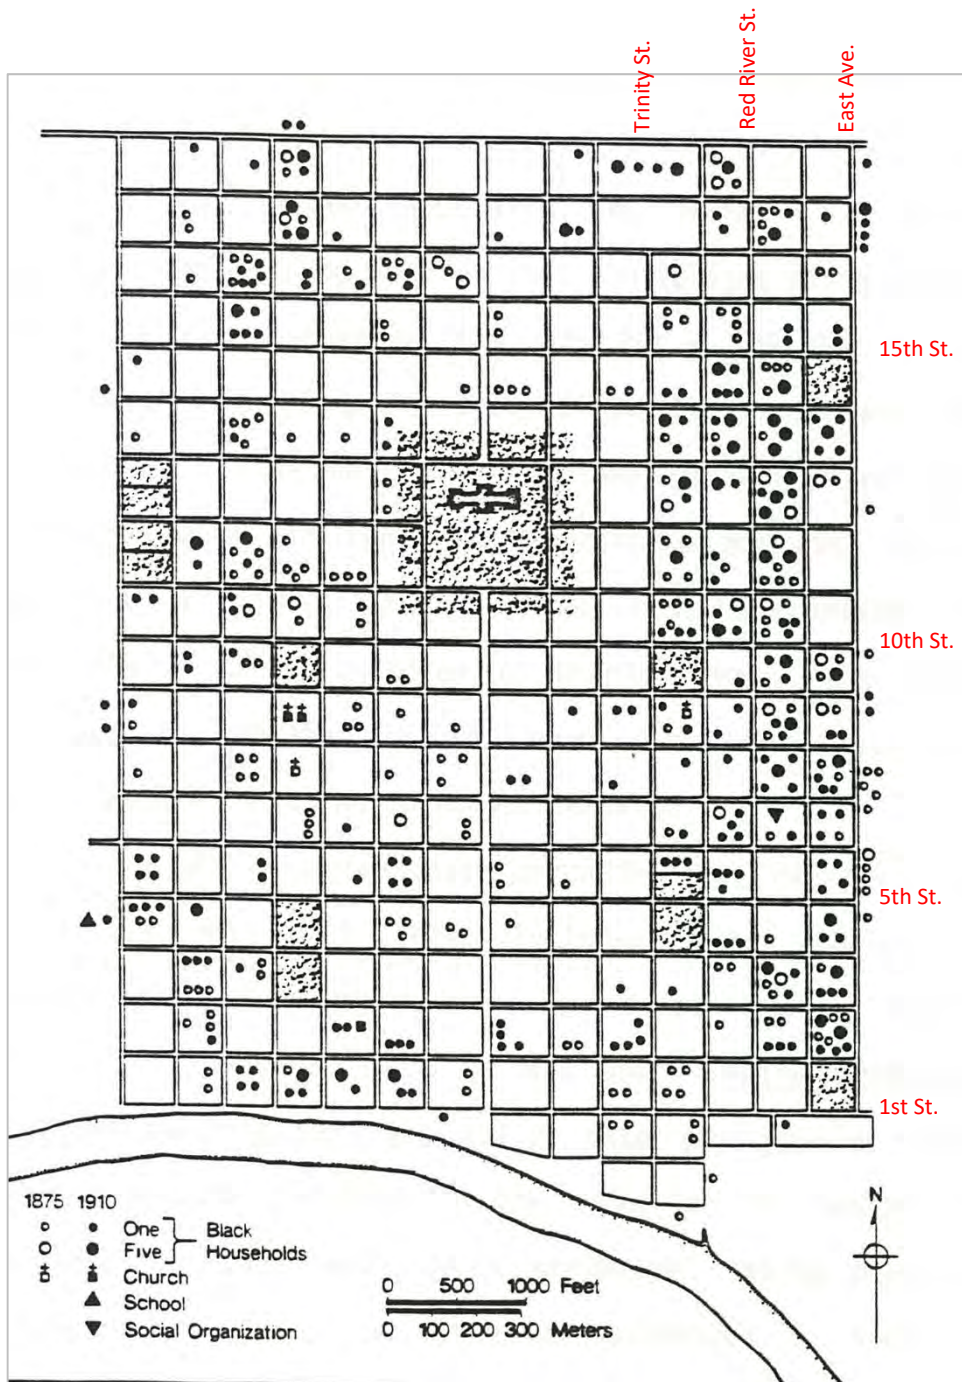 Trinity St.
Red River St.
East Ave.
15th St.
10th St.
5th St.
1st St.
1875 1910
One
Five
Black
Households
Church
School
Social Organization
0 500 1000 Feet
0 100 200 300 Meters
N